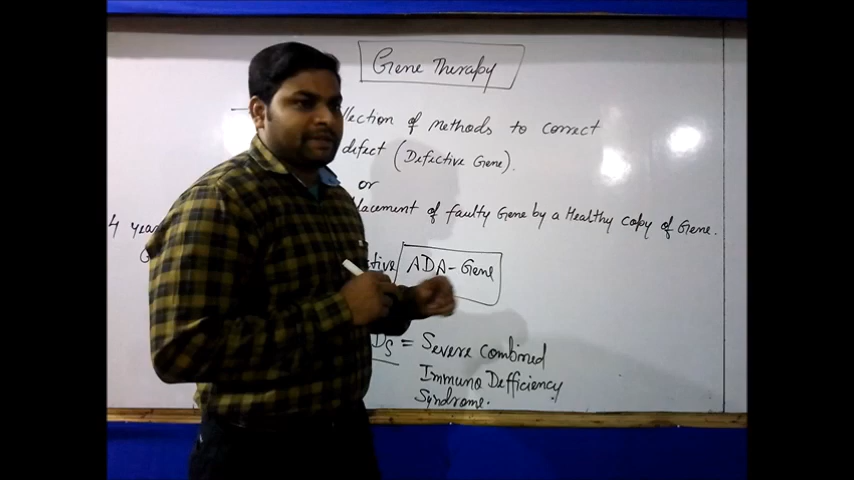 Gene Therapy
llection of methods to correct
defect (Defective Gene).
or
lacement of faulty Gene by a Healthy copy of Gene.
4 year
ctive ADA-Gene
DS = Severe combined
Immuno Defficiency
Syndrome.